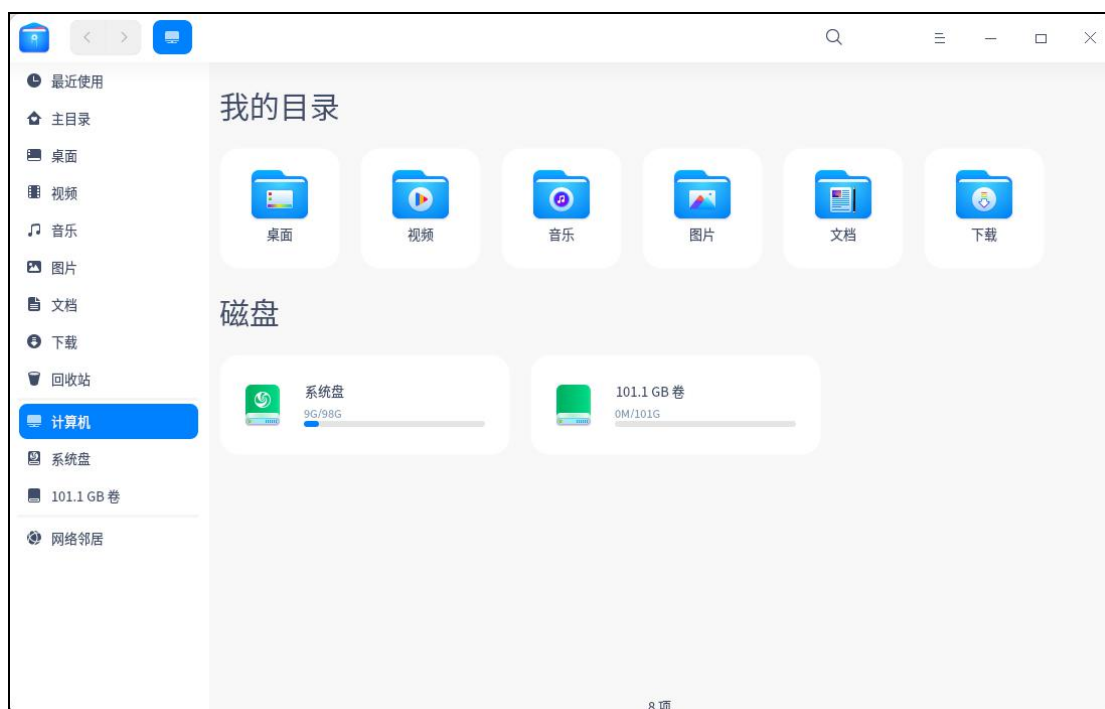 最近使用
主目录
桌面
视频
音乐
图片
文档
下载
回收站
计算机
系统盘
101.1 GB 卷
网络邻居
我的目录
桌面
视频
音乐
图片
文档
下载
磁盘
系统盘
9G/98G
101.1 GB 卷
0M/101G
8 项